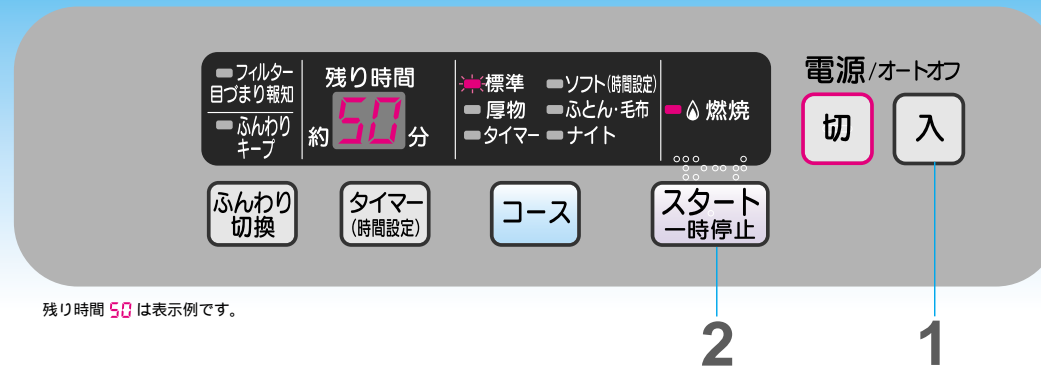 フィルター
目づまり報知
ふんわり
キープ
残り時間
約 50 分
標準
厚物
タイマー
ソフト(時間設定)
ふとん・毛布
ナイト
燃焼
電源/オートオフ
切
入
ふんわり
切換
タイマー
(時間設定)
コース
スタート
一時停止
残り時間 50 は表示例です。
2
1